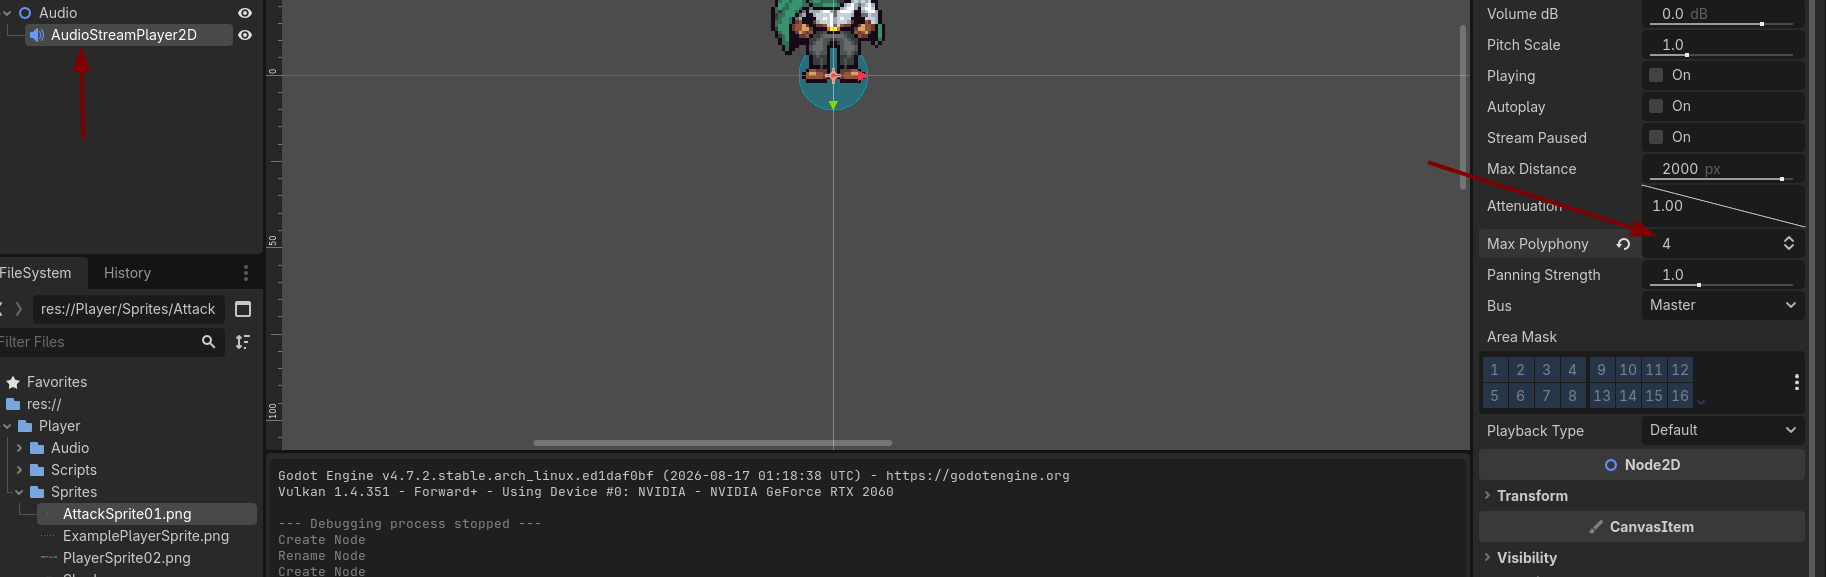 Audio
AudioStreamPlayer2D
FileSystem
History
res://Player/Sprites/Attack
Filter Files
Favorites
res://
Player
Audio
Scripts
Sprites
AttackSprite01.png
ExamplePlayerSprite.png
PlayerSprite02.png
0
50
100
Godot Engine v4.7.2.stable.arch_linux.ed1daf0bf (2026-08-17 01:18:38 UTC) - https://godotengine.org
Vulkan 1.4.351 - Forward+ - Using Device #0: NVIDIA - NVIDIA GeForce RTX 2060
--- Debugging process stopped ---
Create Node
Rename Node
Create Node
Volume dB 0.0 dB
Pitch Scale 1.0
Playing On
Autoplay On
Stream Paused On
Max Distance 2000 px
Attenuation 1.00
Max Polyphony 4
Panning Strength 1.0
Bus Master
Area Mask
1 2 3 4 9 10 11 12
5 6 7 8 13 14 15 16
Playback Type Default
Node2D
Transform
CanvasItem
Visibility